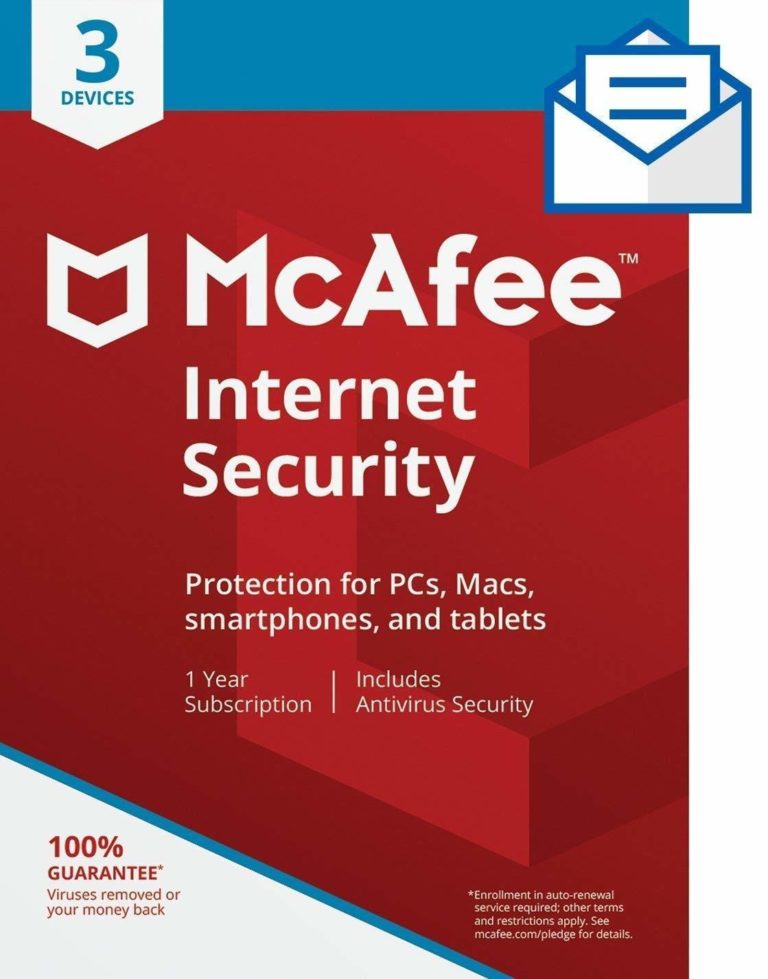 3
DEVICES
McAfee™
Internet
Security
Protection for PCs, Macs,
smartphones, and tablets
1 Year
Subscription
Includes
Antivirus Security
100%
GUARANTEE*
Viruses removed or
your money back
*Enrollment in auto-renewal
service required; other terms
and restrictions apply. See
mcafee.com/pledge for details.